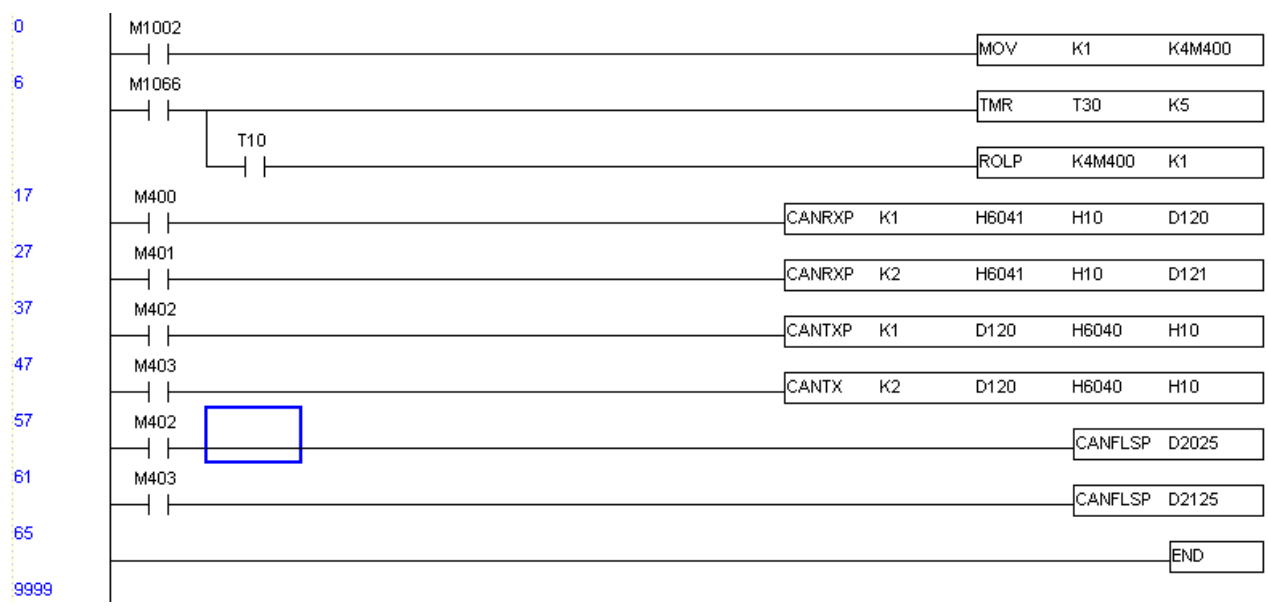 0 M1002 MOV K1 K4M400
6 M1066 TMR T30 K5
T10 ROLP K4M400 K1
17 M400 CANRXP K1 H6041 H10 D120
27 M401 CANRXP K2 H6041 H10 D121
37 M402 CANTXP K1 D120 H6040 H10
47 M403 CANTX K2 D120 H6040 H10
57 M402 CANFLSP D2025
61 M403 CANFLSP D2125
65 END
9999